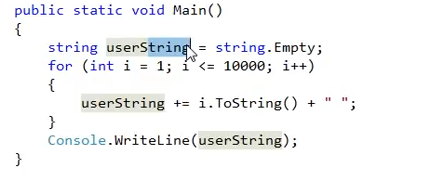 public static void Main()
{
string userString = string.Empty;
for (int i = 1; i <= 10000; i++)
{
userString += i.ToString() + " ";
}
Console.WriteLine(userString);
}